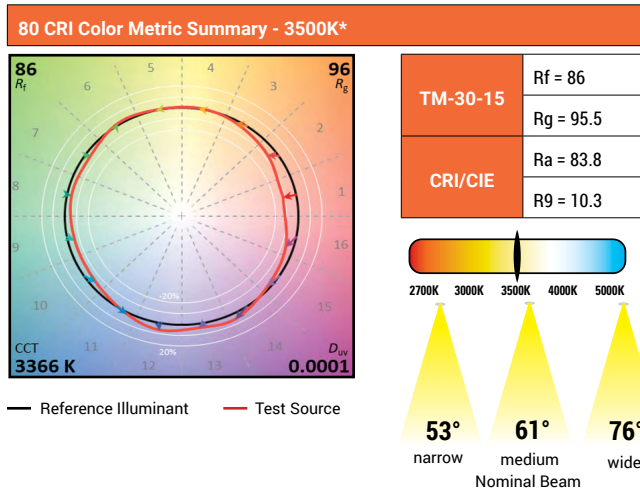 80 CRI Color Metric Summary - 3500K*
86
Rf
96
Rg
5
4
6
3
7
2
8
1
9
16
10
15
11
12
13
14
-20%
20%
CCT
3366 K
Duv
0.0001
Reference Illuminant
Test Source
TM-30-15
Rf = 86
Rg = 95.5
CRI/CIE
Ra = 83.8
R9 = 10.3
2700K 3000K 3500K 4000K 5000K
53° 61° 76°
narrow medium wide
Nominal Beam